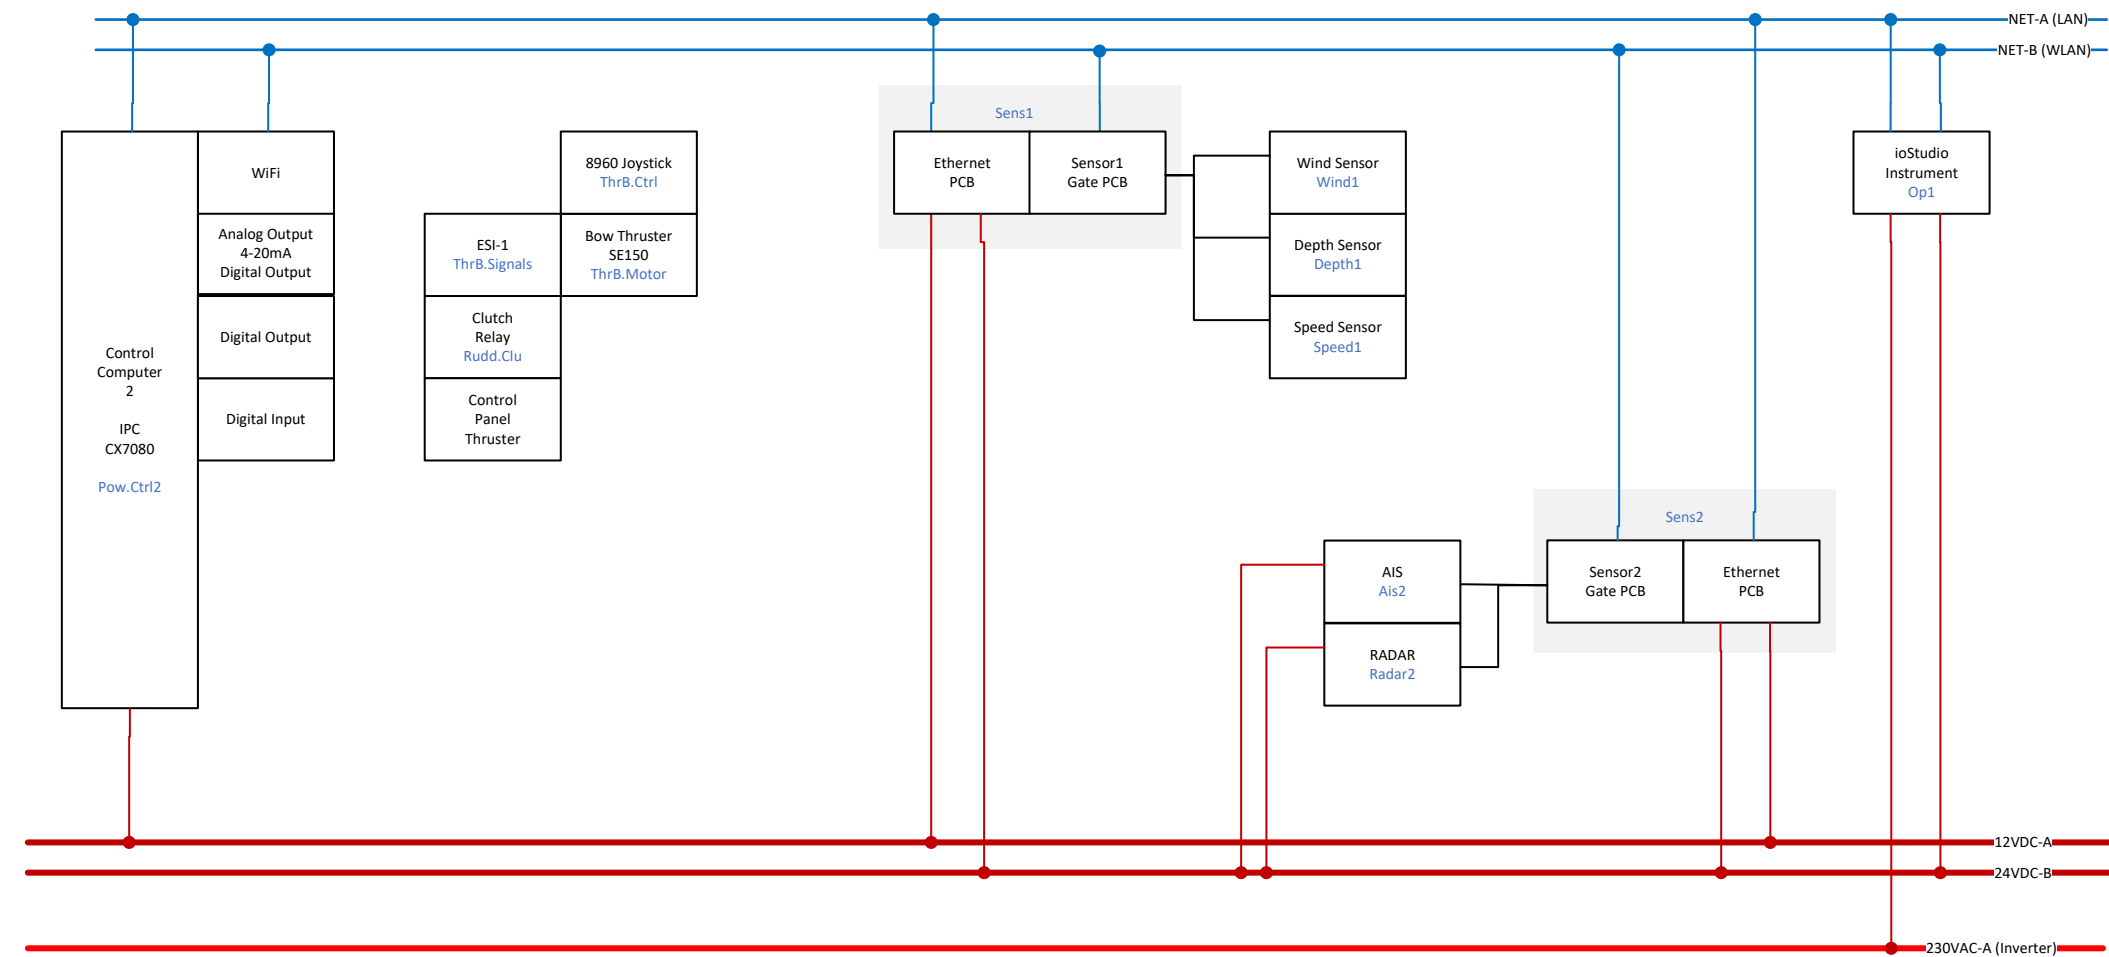 NET-A (LAN)
NET-B (WLAN)
Control
Computer
2
IPC
CX7080
Pow.Ctrl2
WiFi
Analog Output
4-20mA
Digital Output
Digital Output
Digital Input
8960 Joystick
ThrB.Ctrl
ESI-1
ThrB.Signals
Bow Thruster
SE150
ThrB.Motor
Clutch
Relay
Rudd.Clu
Control
Panel
Thruster
Sens1
Ethernet
PCB
Sensor1
Gate PCB
Wind Sensor
Wind1
Depth Sensor
Depth1
Speed Sensor
Speed1
ioStudio
Instrument
Op1
Sens2
AIS
Ais2
RADAR
Radar2
Sensor2
Gate PCB
Ethernet
PCB
12VDC-A
24VDC-B
230VAC-A (Inverter)